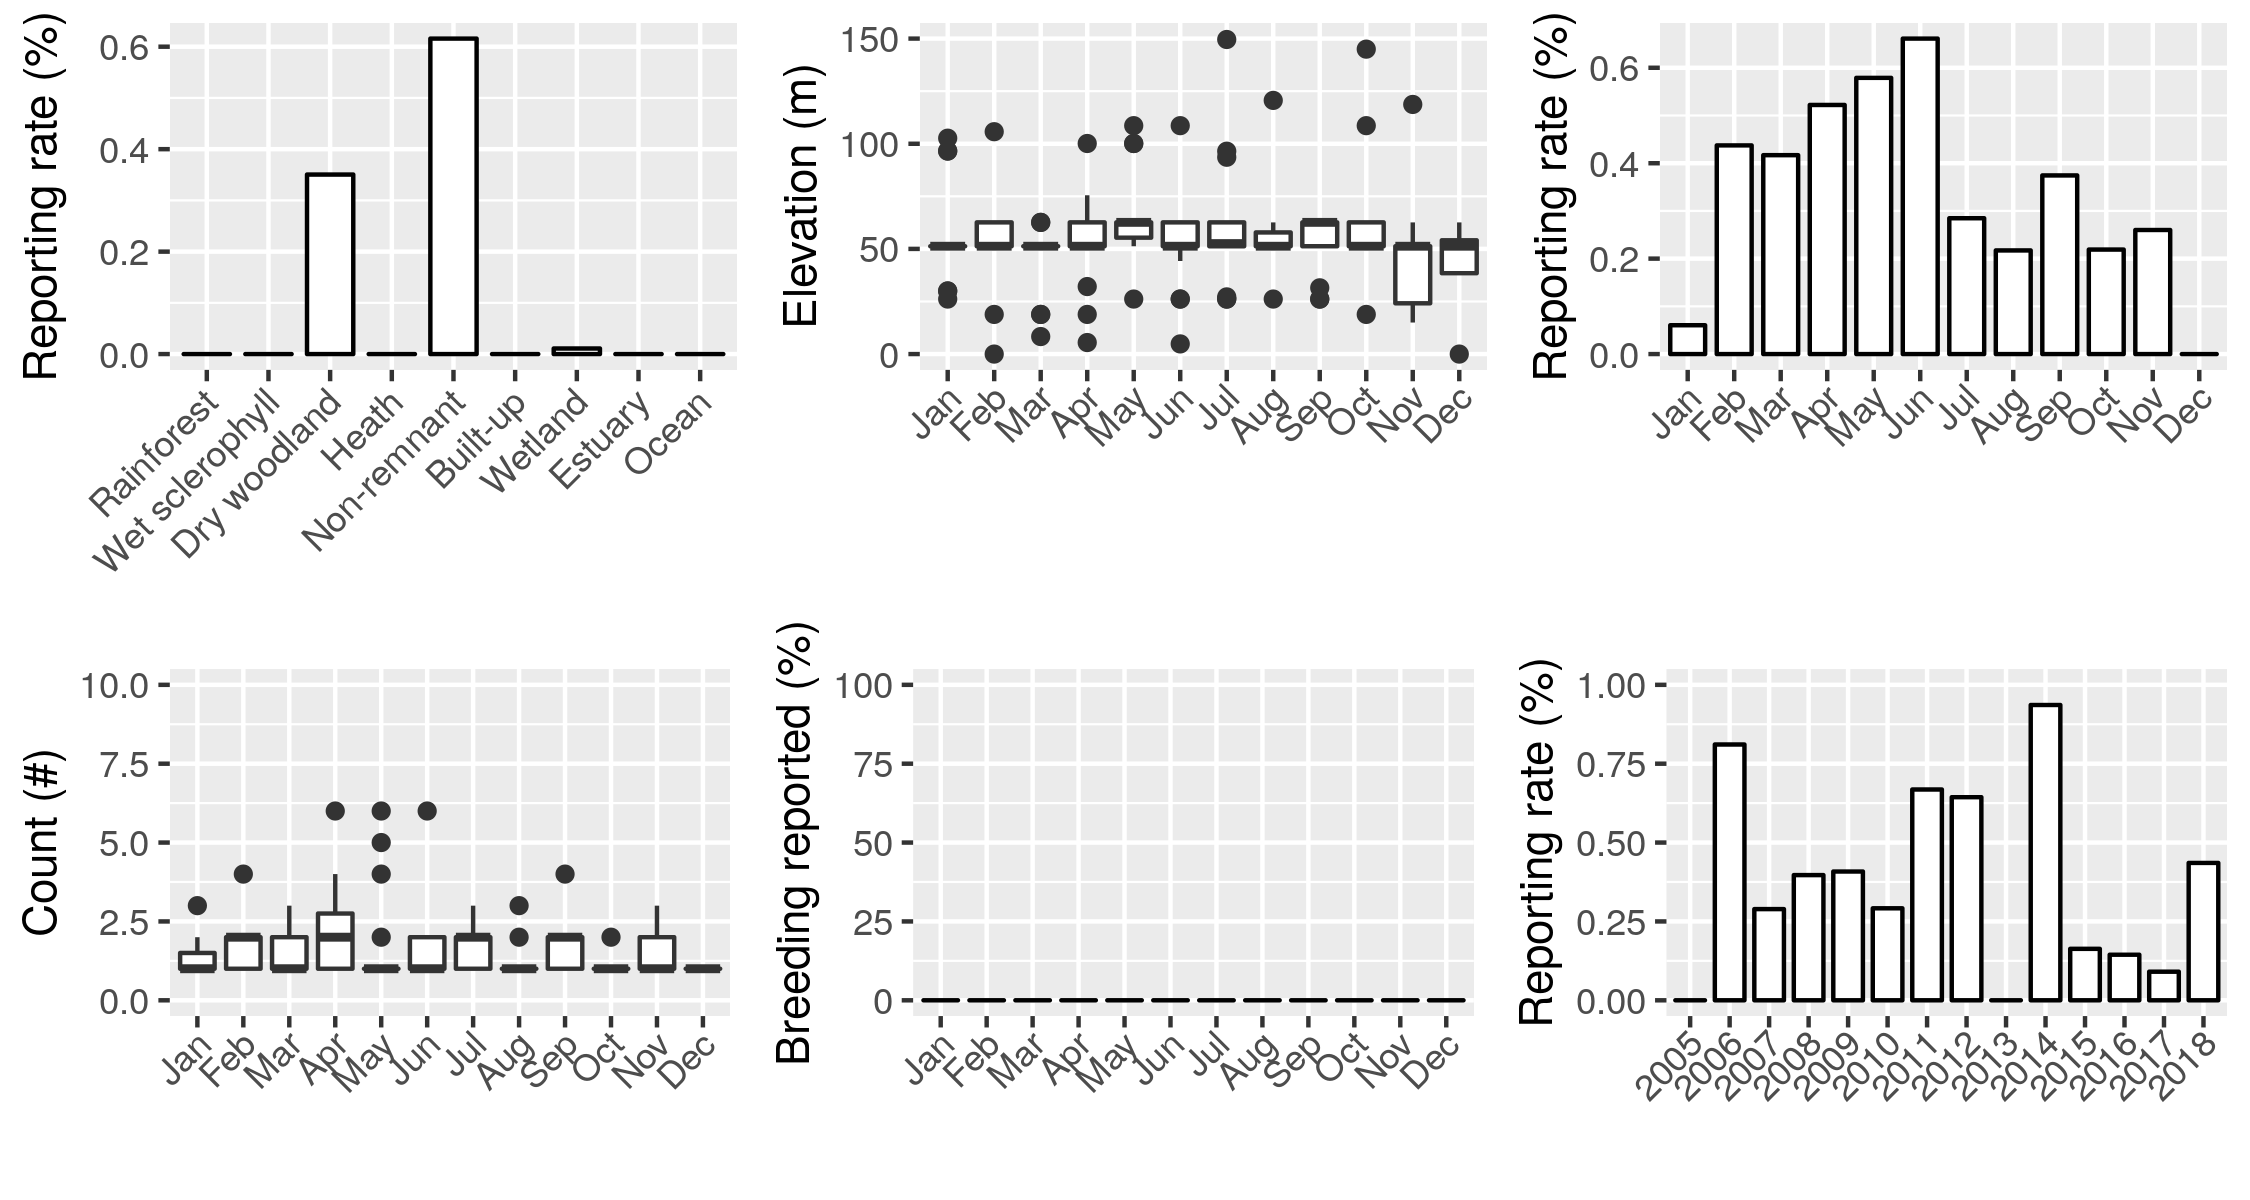 Reporting rate (%)
0.6
0.4
0.2
0.0
Rainforest
Wet sclerophyll
Dry woodland
Heath
Non-remnant
Built-up
Wetland
Estuary
Ocean
Elevation (m)
150
100
50
0
Jan
Feb
Mar
Apr
May
Jun
Jul
Aug
Sep
Oct
Nov
Dec
Reporting rate (%)
0.6
0.4
0.2
0.0
Jan
Feb
Mar
Apr
May
Jun
Jul
Aug
Sep
Oct
Nov
Dec
Count (#)
10.0
7.5
5.0
2.5
0.0
Jan
Feb
Mar
Apr
May
Jun
Jul
Aug
Sep
Oct
Nov
Dec
Breeding reported (%)
100
75
50
25
0
Jan
Feb
Mar
Apr
May
Jun
Jul
Aug
Sep
Oct
Nov
Dec
Reporting rate (%)
1.00
0.75
0.50
0.25
0.00
2005
2006
2007
2008
2009
2010
2011
2012
2013
2014
2015
2016
2017
2018